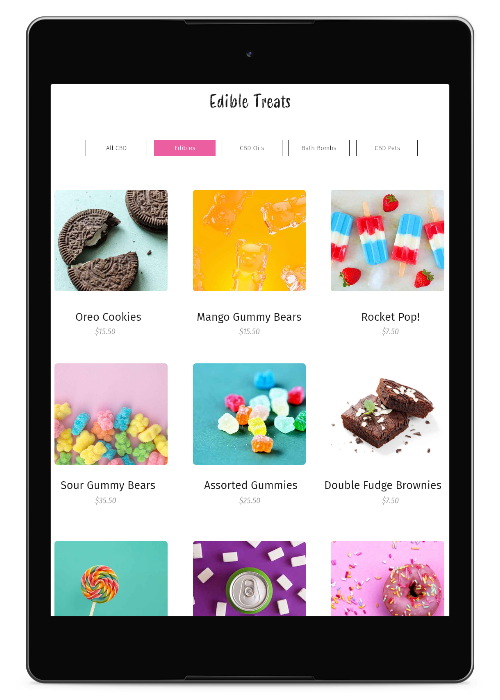 Edible Treats
All CBD
Edibles
CBD Oils
Bath Bombs
CBD Pets
Oreo Cookies
Mango Gummy Bears
Rocket Pop!
$15.50
$15.50
$7.50
Sour Gummy Bears
Assorted Gummies
Double Fudge Brownies
$35.50
$25.50
$7.50